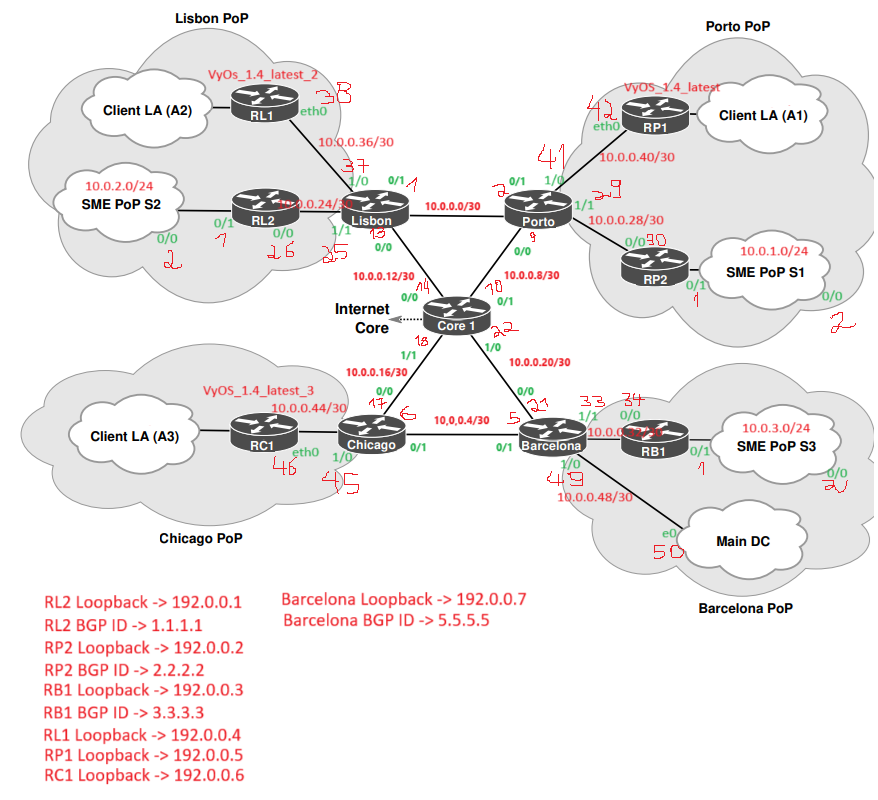 Lisbon PoP
Porto PoP
VyOs_1.4_latest_2
38
Client LA (A2)
RL1
eth0
10.0.0.36/30
37
1/0
0/1
1
VyOS_1.4_latest
42
eth0
RP1
Client LA (A1)
10.0.0.40/30
41
1/0
0/1
2
29
1/1
10.0.0.28/30
10.0.2.0/24
SME PoP S2
0/0
2
0/1
1
RL2
0/0
26
10.0.0.24/30
25
1/1
Lisbon
13
0/0
10.0.0.0/30
Porto
9
0/0
0/0
30
RP2
0/1
1
10.0.1.0/24
SME PoP S1
0/0
2
10.0.0.12/30
14
0/0
10.0.0.8/30
10
0/1
Internet
Core
Core 1
18
1/1
22
1/0
10.0.0.16/30
10.0.0.20/30
0/0
17
0/0
21
VyOS_1.4_latest_3
10.0.0.44/30
Client LA (A3)
RC1
eth0
46
1/0
45
Chicago
6
0/1
10,0,0.4/30
5
0/1
Barcelona
33
1/1
34
0/0
RB1
0/1
1
10.0.3.0/24
SME PoP S3
0/0
2
1/0
49
10.0.0.48/30
e0
50
Main DC
Chicago PoP
Barcelona PoP
RL2 Loopback -> 192.0.0.1
RL2 BGP ID -> 1.1.1.1
RP2 Loopback -> 192.0.0.2
RP2 BGP ID -> 2.2.2.2
RB1 Loopback -> 192.0.0.3
RB1 BGP ID -> 3.3.3.3
RL1 Loopback -> 192.0.0.4
RP1 Loopback -> 192.0.0.5
RC1 Loopback -> 192.0.0.6
Barcelona Loopback -> 192.0.0.7
Barcelona BGP ID -> 5.5.5.5